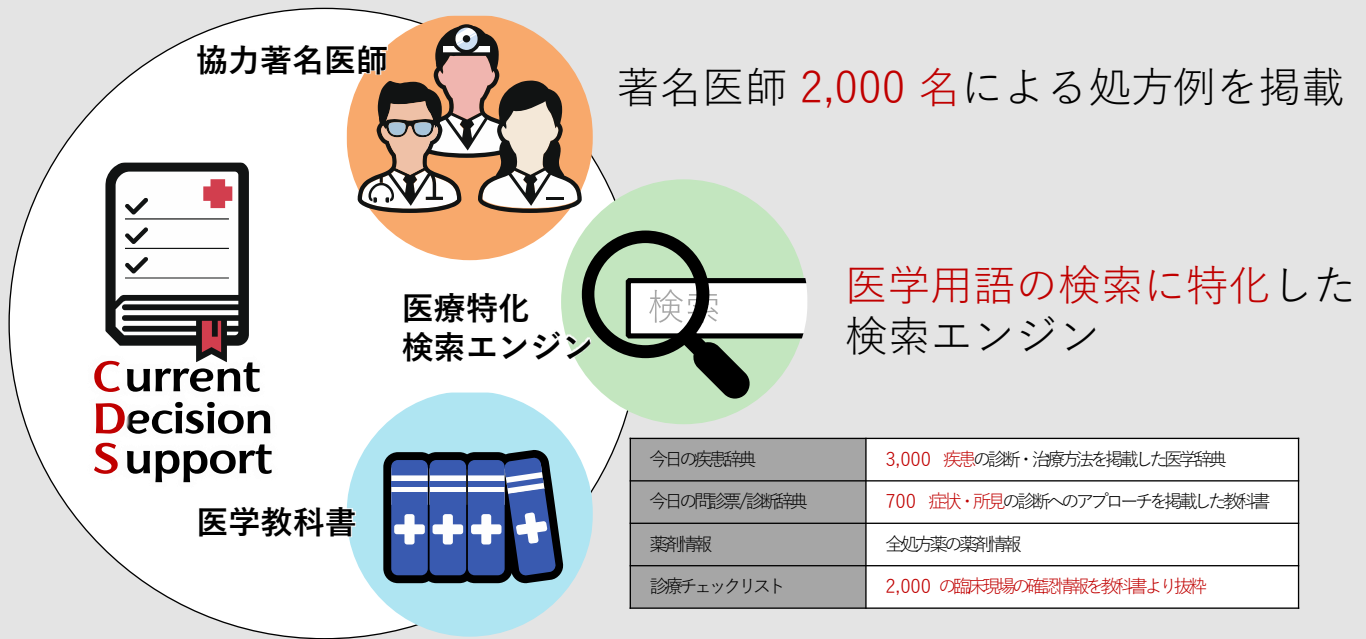 協力著名医師
著名医師 2,000 名による処方例を掲載
Current
Decision
Support
医療特化
検索エンジン
検索
医学用語の検索に特化した
検索エンジン
医学教科書
今日の疾患辞典 3,000 疾患の診断・治療方法を掲載した医学辞典
今日の問診票/診断辞典 700 症状・所見の診断へのアプローチを掲載した教科書
薬剤情報 全処方薬の薬剤情報
診療チェックリスト 2,000 の臨床現場の確認情報を教科書より抜粋